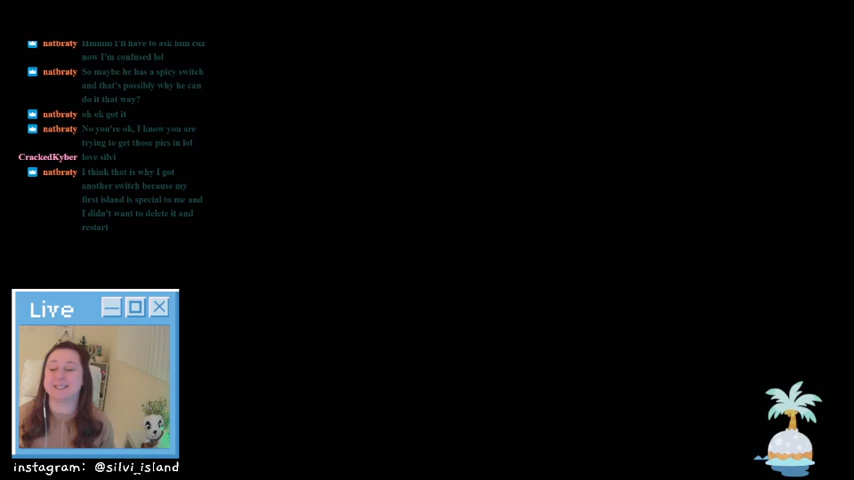 natbraty Hmmm I'll have to ask him cuz
now I'm confused lol
natbraty So maybe he has a spicy switch
and that's possibly why he can
do it that way?
natbraty oh ok got it
natbraty No you're ok, I know you are
trying to get those pics in lol
CrackedKyber love silvi
natbraty I think that is why I got
another switch because my
first island is special to me and
I didn't want to delete it and
restart
Live
instagram: @silvi_island